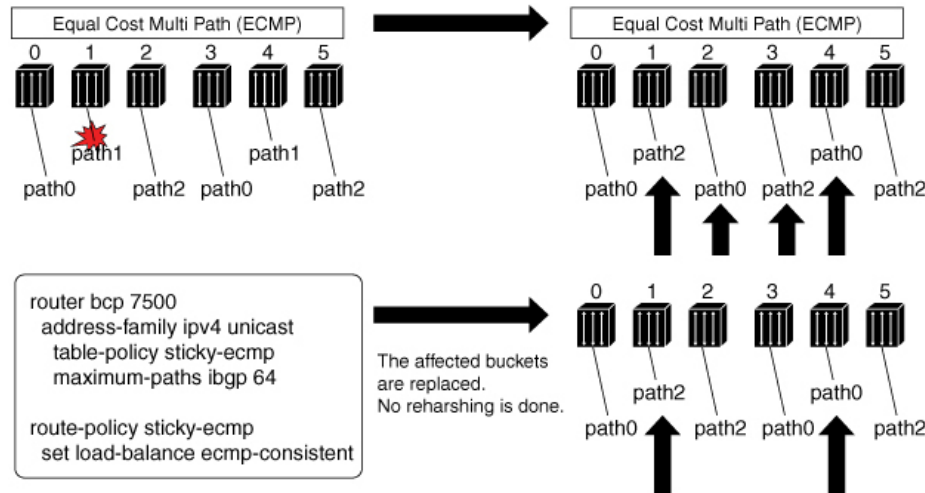 Equal Cost Multi Path (ECMP)
0 1 2 3 4 5
path1 path1
path0 path2 path0 path2
Equal Cost Multi Path (ECMP)
0 1 2 3 4 5
path2 path0
path0 path0 path2 path2
router bcp 7500
address-family ipv4 unicast
table-policy sticky-ecmp
maximum-paths ibgp 64
route-policy sticky-ecmp
set load-balance ecmp-consistent
The affected buckets
are replaced.
No reharshing is done.
0 1 2 3 4 5
path2 path0
path0 path2 path0 path2